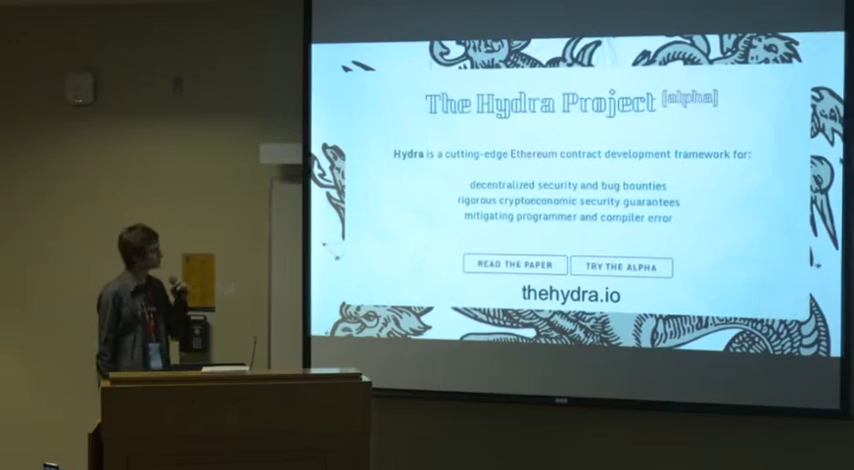 The Hydra Project [alpha]
Hydra is a cutting-edge Ethereum contract development framework for:
decentralized security and bug bounties
rigorous cryptoeconomic security guarantees
mitigating programmer and compiler error
READ THE PAPER TRY THE ALPHA
thehydra.io